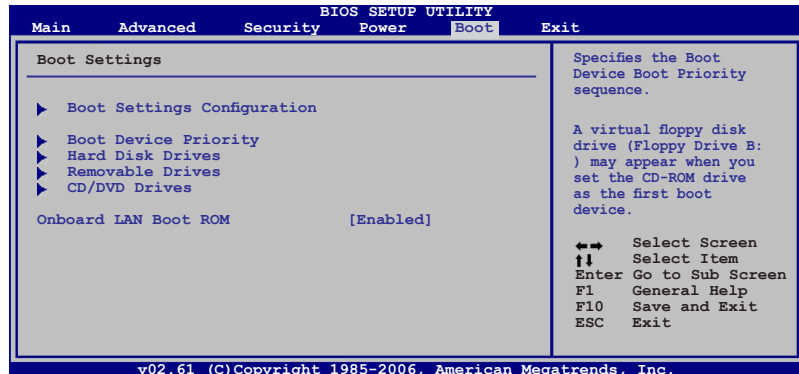 BIOS SETUP UTILITY
Main Advanced Security Power Boot Exit
Boot Settings
Boot Settings Configuration
Boot Device Priority
Hard Disk Drives
Removable Drives
CD/DVD Drives
Onboard LAN Boot ROM [Enabled]
Specifies the Boot
Device Boot Priority
sequence.
A virtual floppy disk
drive (Floppy Drive B:
) may appear when you
set the CD-ROM drive
as the first boot
device.
←→ Select Screen
↑↓ Select Item
Enter Go to Sub Screen
F1 General Help
F10 Save and Exit
ESC Exit
v02.61 (C)Copyright 1985-2006, American Megatrends, Inc.